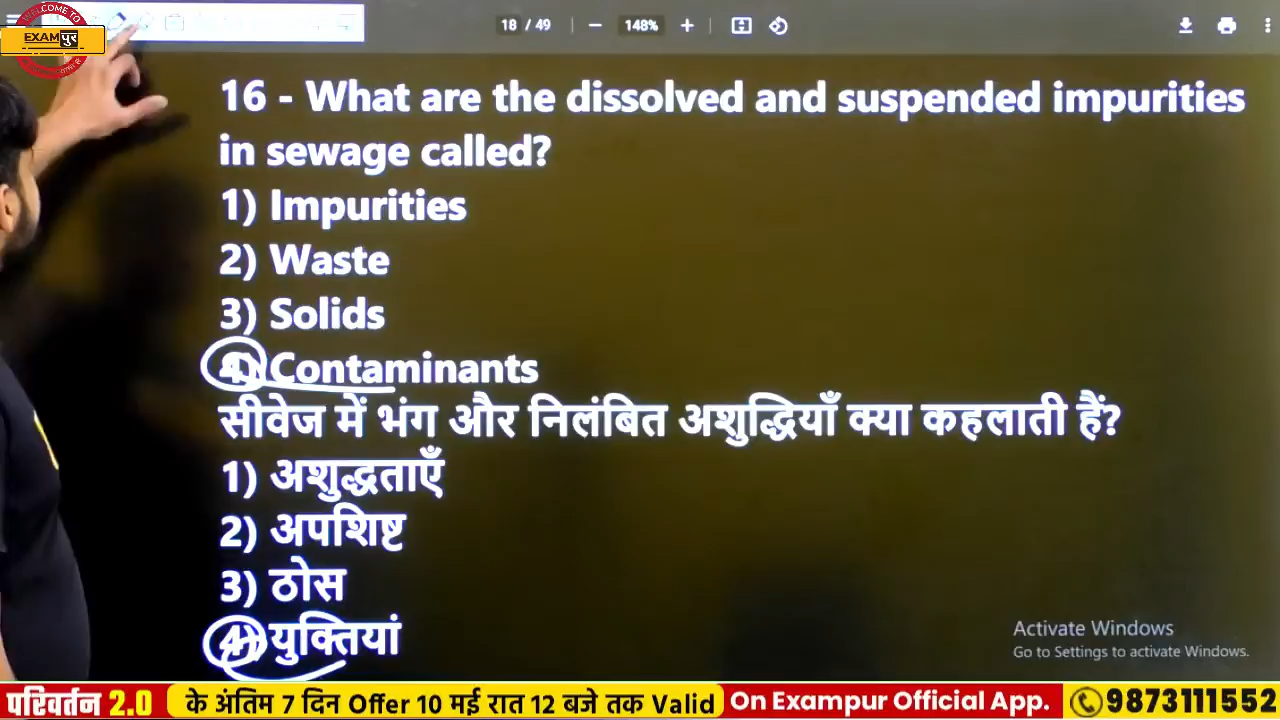 WELCOME TO
EXAMपुर
18 / 49
148%
16 - What are the dissolved and suspended impurities
in sewage called?
1) Impurities
2) Waste
3) Solids
4) Contaminants
सीवेज में भंग और निलंबित अशुद्धियाँ क्या कहलाती हैं?
1) अशुद्धताएँ
2) अपशिष्ट
3) ठोस
4) युक्तियां
Activate Windows
Go to Settings to activate Windows.
परिवर्तन 2.0 के अंतिम 7 दिन Offer 10 मई रात 12 बजे तक Valid On Exampur Official App. 9873111552